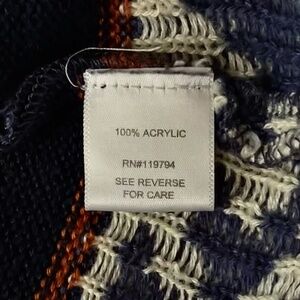 100% ACRYLIC
RN#119794
SEE REVERSE
FOR CARE